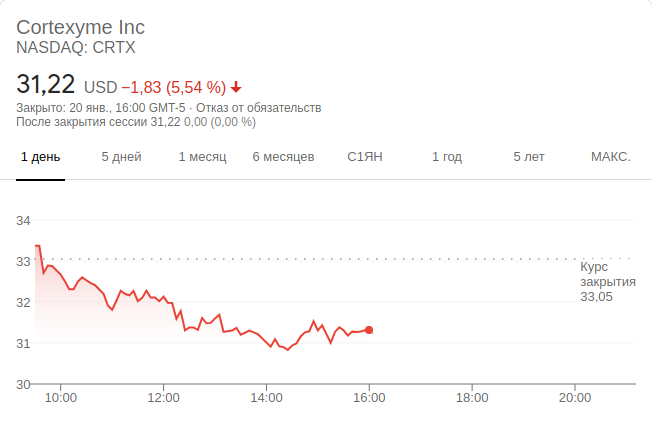 Cortexyme Inc
NASDAQ: CRTX
31,22 USD −1,83 (5,54 %)
Закрыто: 20 янв., 16:00 GMT-5 · Отказ от обязательств
После закрытия сессии 31,22 0,00 (0,00 %)
1 день 5 дней 1 месяц 6 месяцев С1ЯН 1 год 5 лет МАКС.
34
33
32
31
30
Курс
закрытия
33,05
10:00 12:00 14:00 16:00 18:00 20:00